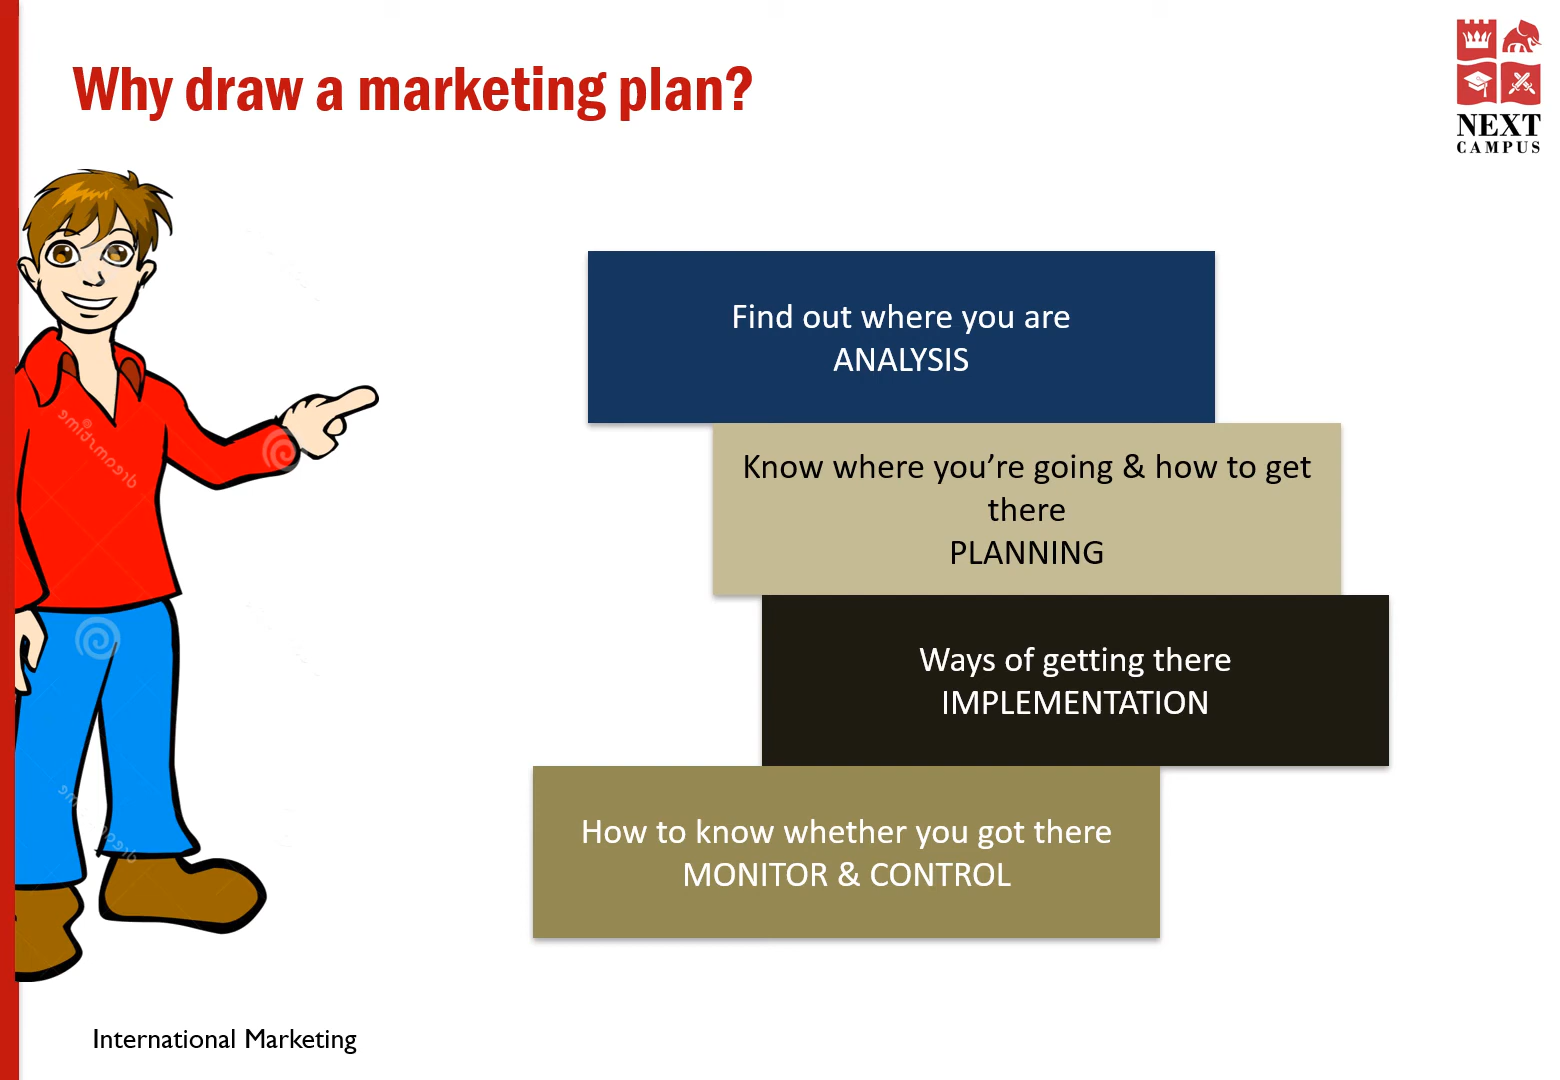 Why draw a marketing plan?
NEXT
CAMPUS
Find out where you are
ANALYSIS
Know where you’re going & how to get
there
PLANNING
Ways of getting there
IMPLEMENTATION
How to know whether you got there
MONITOR & CONTROL
dreamstime
International Marketing